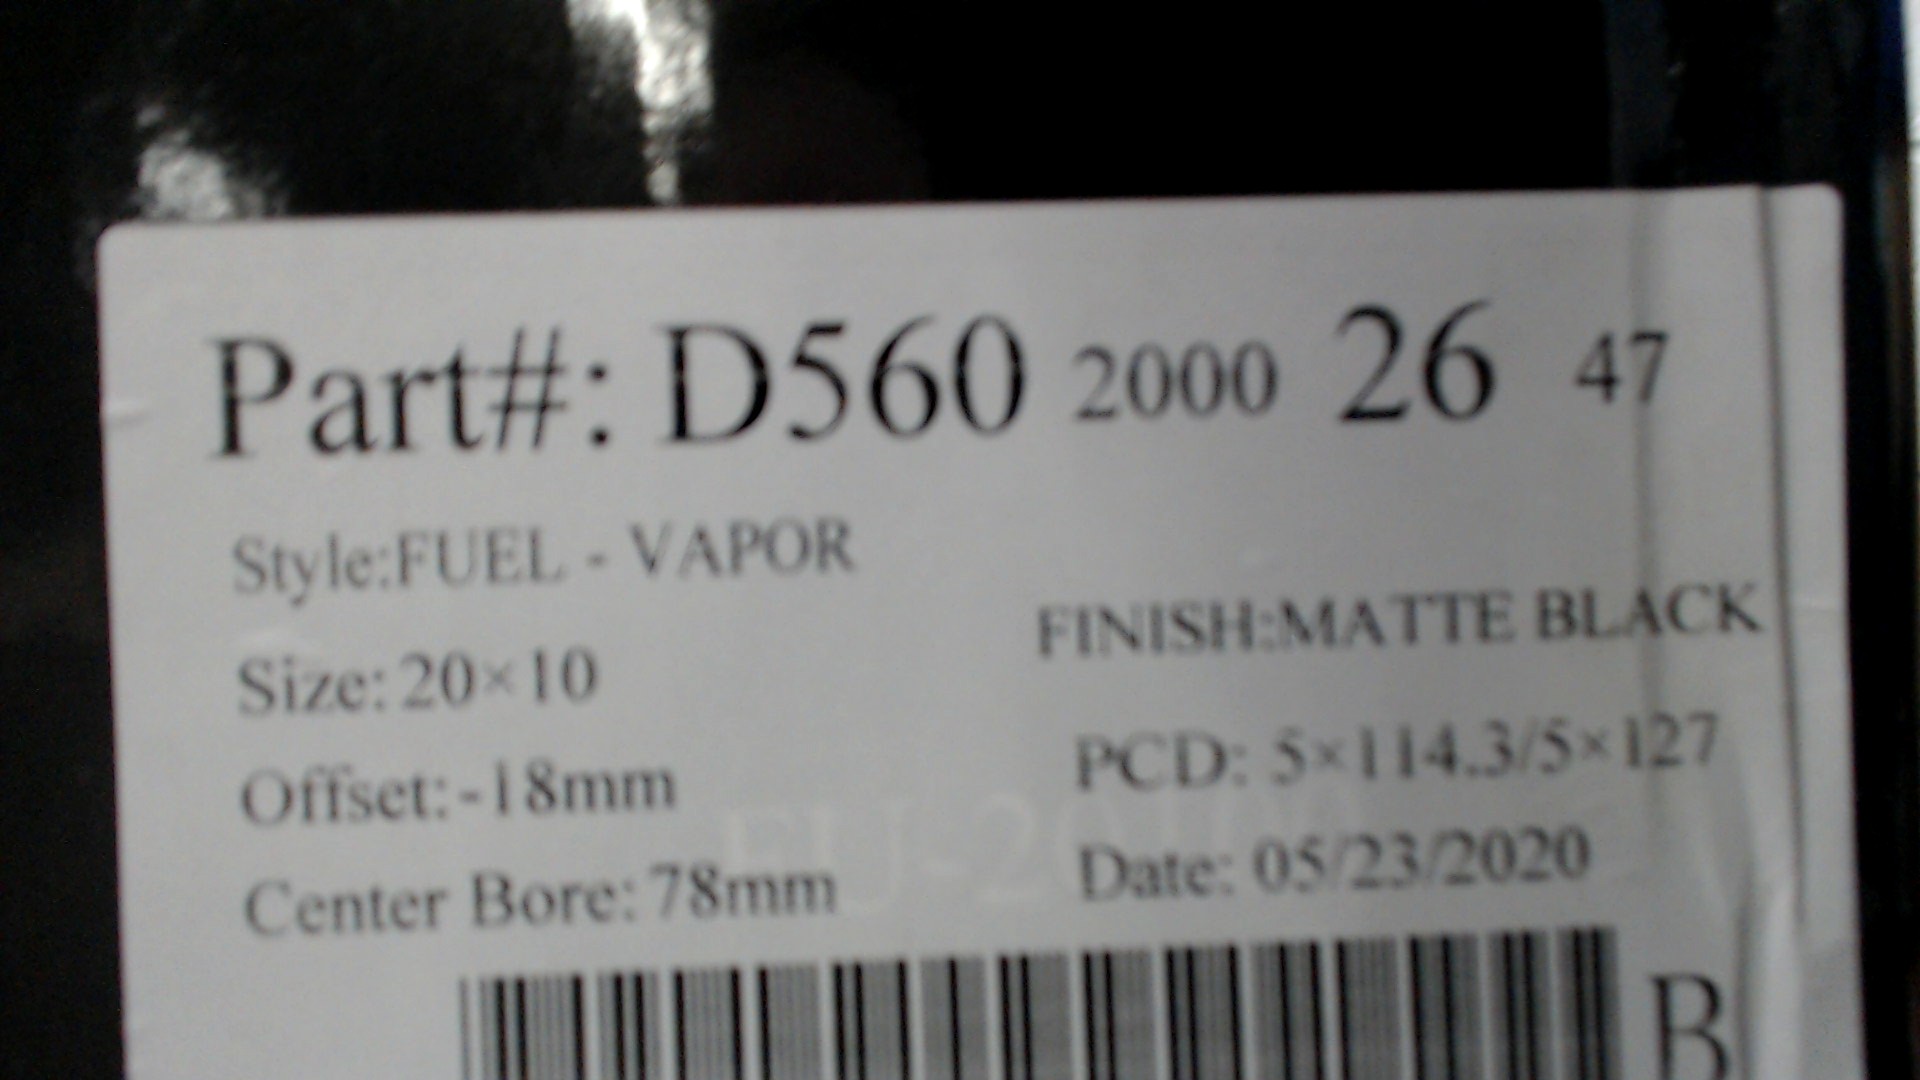 Part#: D560 2000 26 47
Style:FUEL - VAPOR
FINISH:MATTE BLACK
Size: 20×10
PCD: 5×114.3/5×127
Offset:-18mm
Date: 05/23/2020
Center Bore: 78mm
B